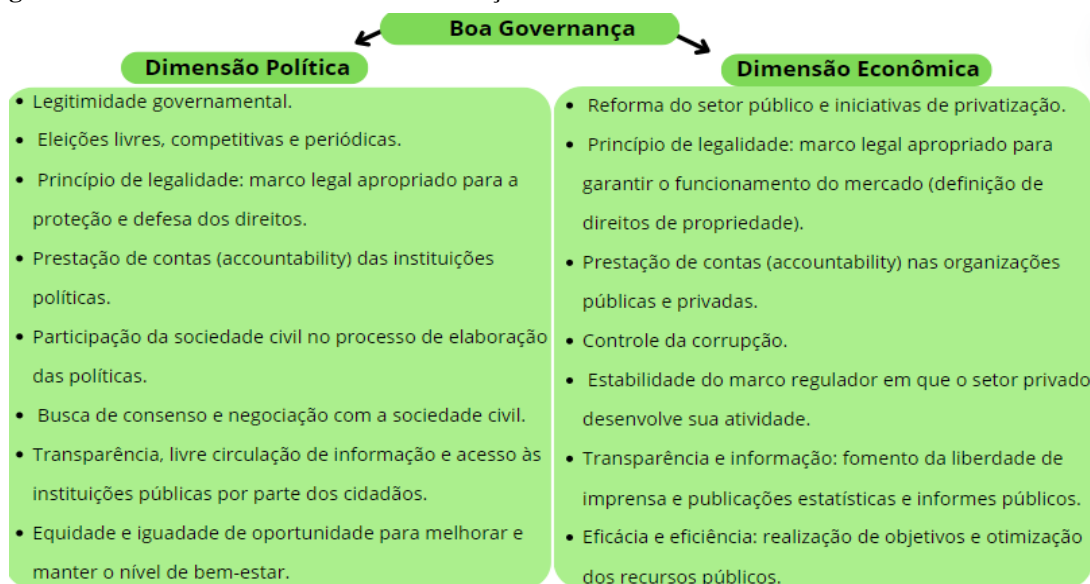 Boa Governança
Dimensão Política
• Legitimidade governamental.
• Eleições livres, competitivas e periódicas.
• Princípio de legalidade: marco legal apropriado para a
proteção e defesa dos direitos.
• Prestação de contas (accountability) das instituições
políticas.
• Participação da sociedade civil no processo de elaboração
das políticas.
• Busca de consenso e negociação com a sociedade civil.
• Transparência, livre circulação de informação e acesso às
instituições públicas por parte dos cidadãos.
• Equidade e iguadade de oportunidade para melhorar e
manter o nível de bem-estar.
Dimensão Econômica
• Reforma do setor público e iniciativas de privatização.
• Princípio de legalidade: marco legal apropriado para
garantir o funcionamento do mercado (definição de
direitos de propriedade).
• Prestação de contas (accountability) nas organizações
públicas e privadas.
• Controle da corrupção.
• Estabilidade do marco regulador em que o setor privado
desenvolve sua atividade.
• Transparência e informação: fomento da liberdade de
imprensa e publicações estatísticas e informes públicos.
• Eficácia e eficiência: realização de objetivos e otimização
dos recursos públicos.